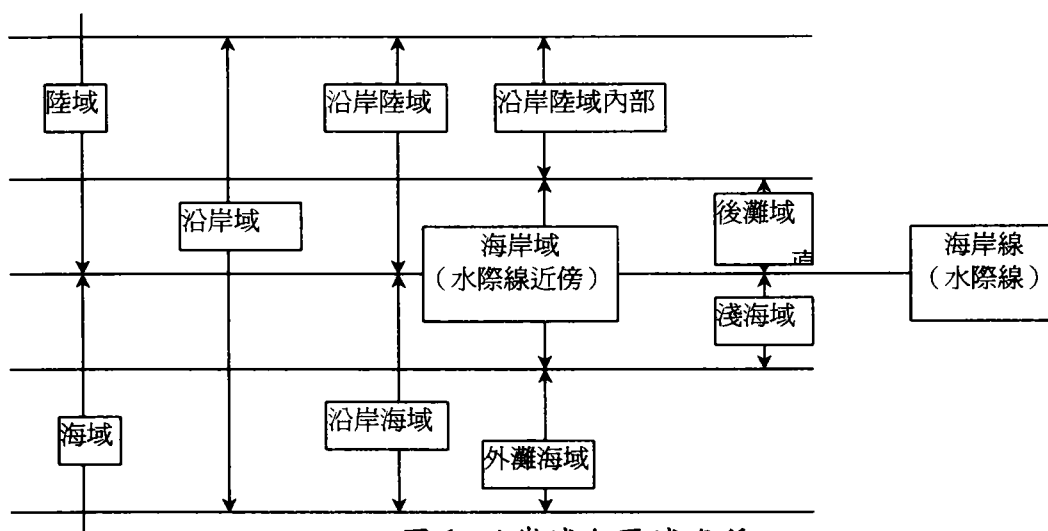 陸域
沿岸陸域
沿岸陸域內部
沿岸域
後灘域
海岸域
(水際線近傍)
海岸線
(水際線)
淺海域
海域
沿岸海域
外灘海域